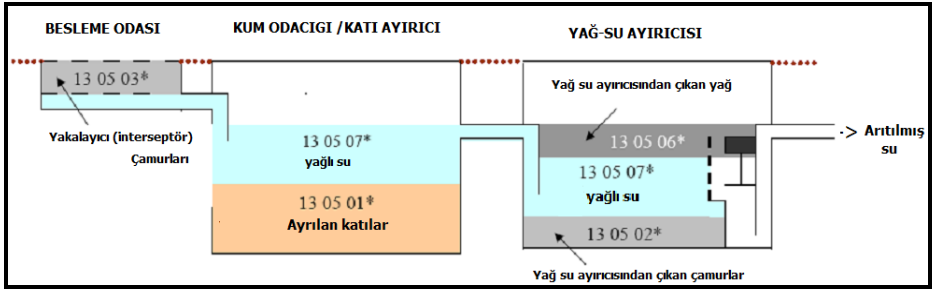 BESLEME ODASI
KUM ODACIGI /KATI AYIRICI
YAĞ-SU AYIRICISI
13 05 03*
Yakalayıcı (interseptör)
Çamurları
13 05 07*
yağlı su
13 05 01*
Ayrılan katılar
Yağ su ayırıcısından çıkan yağ
13 05 06*
13 05 07*
yağlı su
13 05 02*
Yağ su ayırıcısından çıkan çamurlar
-> Arıtılmış
su